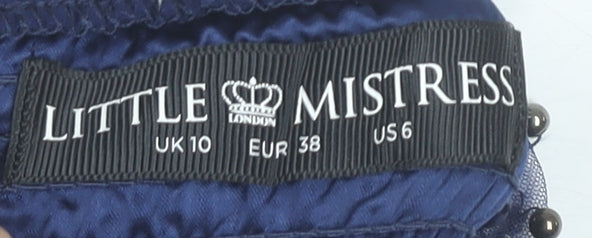 LITTLE MISTRESS
LONDON
UK 10 EUR 38 US 6